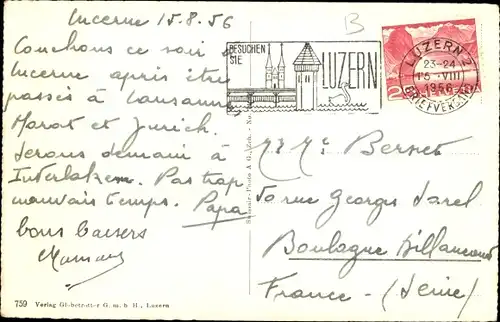 Lucerne 15.8.56
Couchons ce soir à
Lucerne après être
passés à Lausanne
Morat et Zurich.
Serons demain à
Interlaken. Pas trop
mauvais temps. Papa
bons baisers
Maman
759 Verlag Globetrotter G. m. b. H., Luzern
B
BESUCHEN
SIE
LUZERN
LUZERN 2
23-24
15.VIII
1956
BRIEFVERSAND
M. Mme Bernet
rue Georges Sorel
Boulogne Billancourt
France - (Seine)